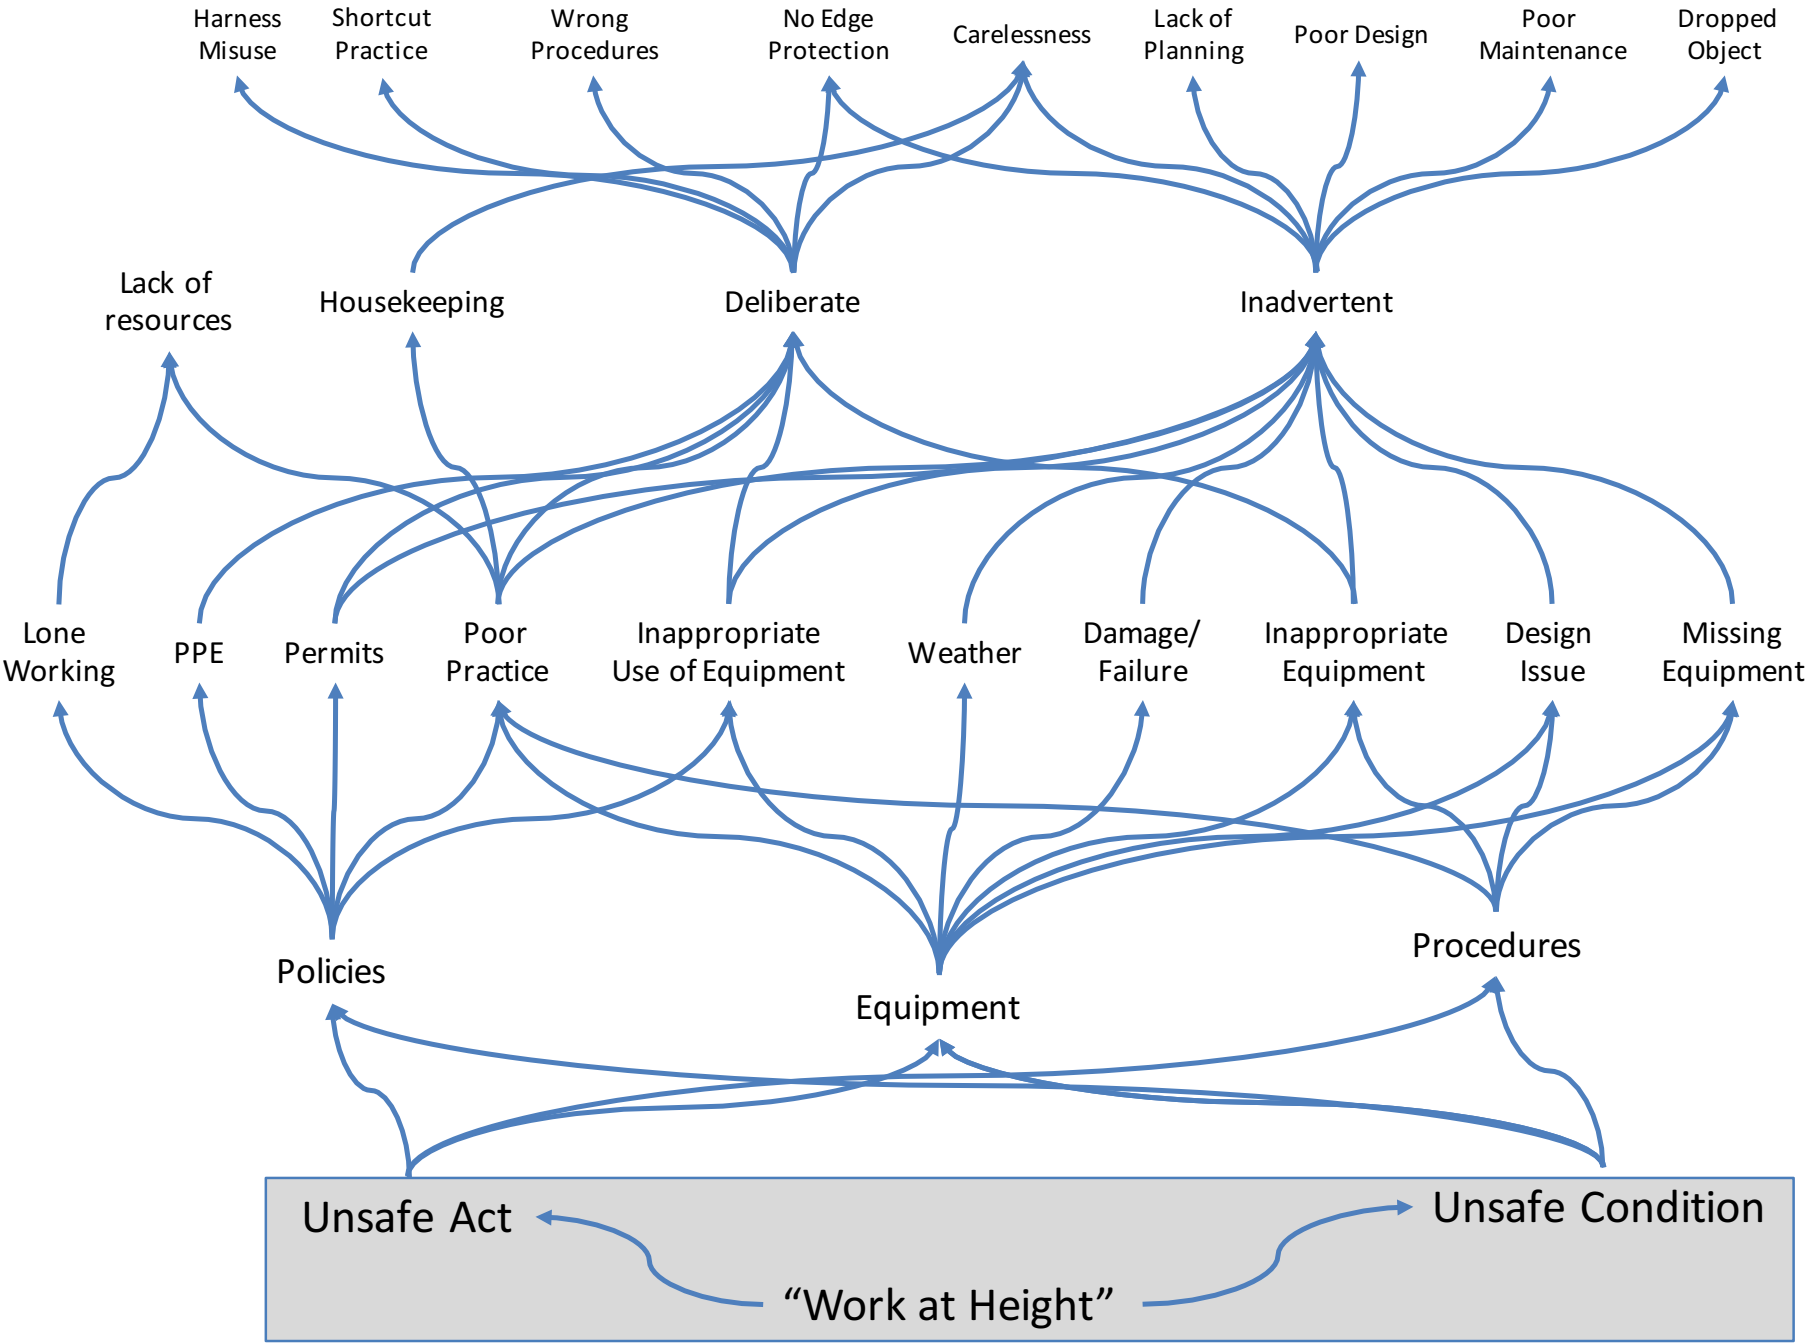 Harness
Misuse
Shortcut
Practice
Wrong
Procedures
No Edge
Protection
Carelessness
Lack of
Planning
Poor Design
Poor
Maintenance
Dropped
Object
Lack of
resources
Housekeeping
Deliberate
Inadvertent
Lone
Working
PPE
Permits
Poor
Practice
Inappropriate
Use of Equipment
Weather
Damage/
Failure
Inappropriate
Equipment
Design
Issue
Missing
Equipment
Policies
Equipment
Procedures
Unsafe Act
Unsafe Condition
“Work at Height”